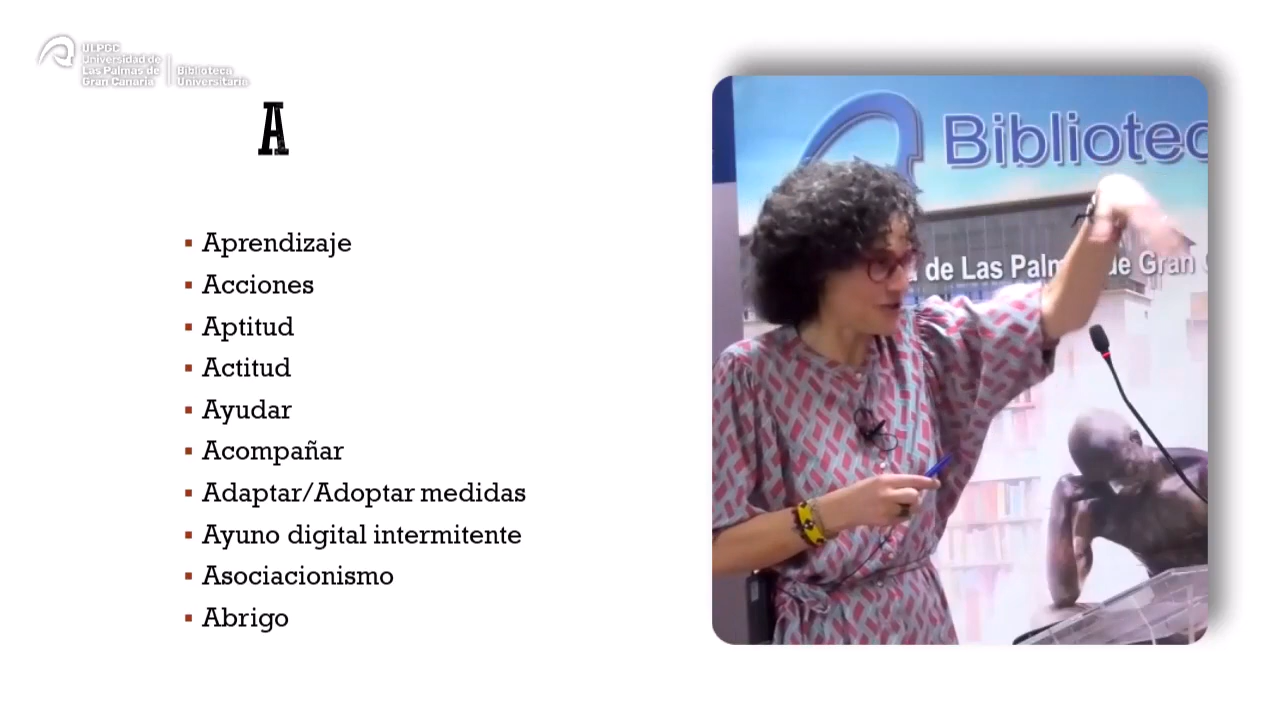 ULPGC
Universidad de
Las Palmas de
Gran Canaria
Biblioteca
Universitaria
A
▪ Aprendizaje
▪ Acciones
▪ Aptitud
▪ Actitud
▪ Ayudar
▪ Acompañar
▪ Adaptar/Adoptar medidas
▪ Ayuno digital intermitente
▪ Asociacionismo
▪ Abrigo
Bibliotec
de Las Palm de Gran